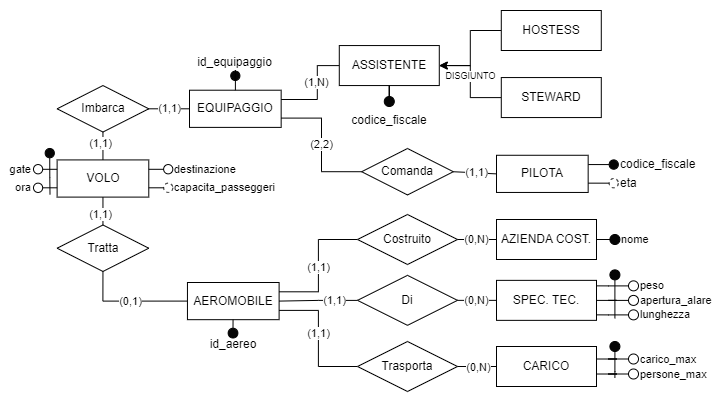 HOSTESS
id_equipaggio
ASSISTENTE
(1,N)
DISGIUNTO
Imbarca
(1,1)
EQUIPAGGIO
STEWARD
codice_fiscale
(1,1)
(2,2)
gate
destinazione
VOLO
Comanda
(1,1)
PILOTA
codice_fiscale
ora
capacita_passeggeri
eta
(1,1)
Tratta
Costruito
(0,N)
AZIENDA COST.
nome
(1,1)
(0,1)
AEROMOBILE
(1,1)
Di
(0,N)
SPEC. TEC.
peso
apertura_alare
lunghezza
(1,1)
id_aereo
Trasporta
(0,N)
CARICO
carico_max
persone_max